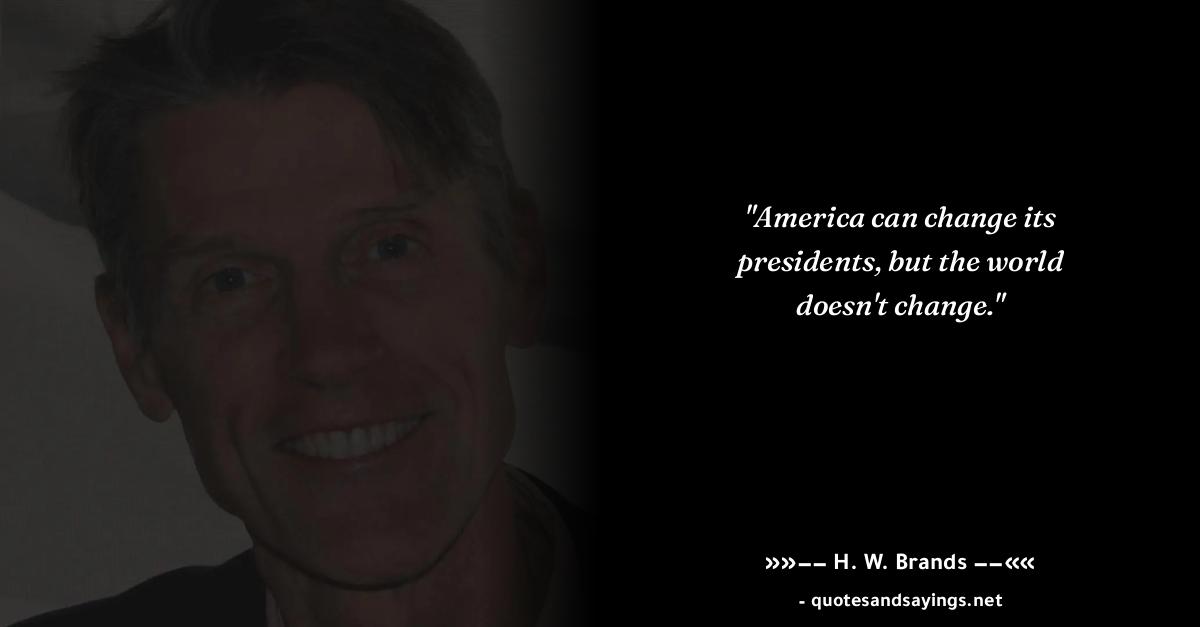 "America can change its
presidents, but the world
doesn't change."
»»−− H. W. Brands −−««
- quotesandsayings.net